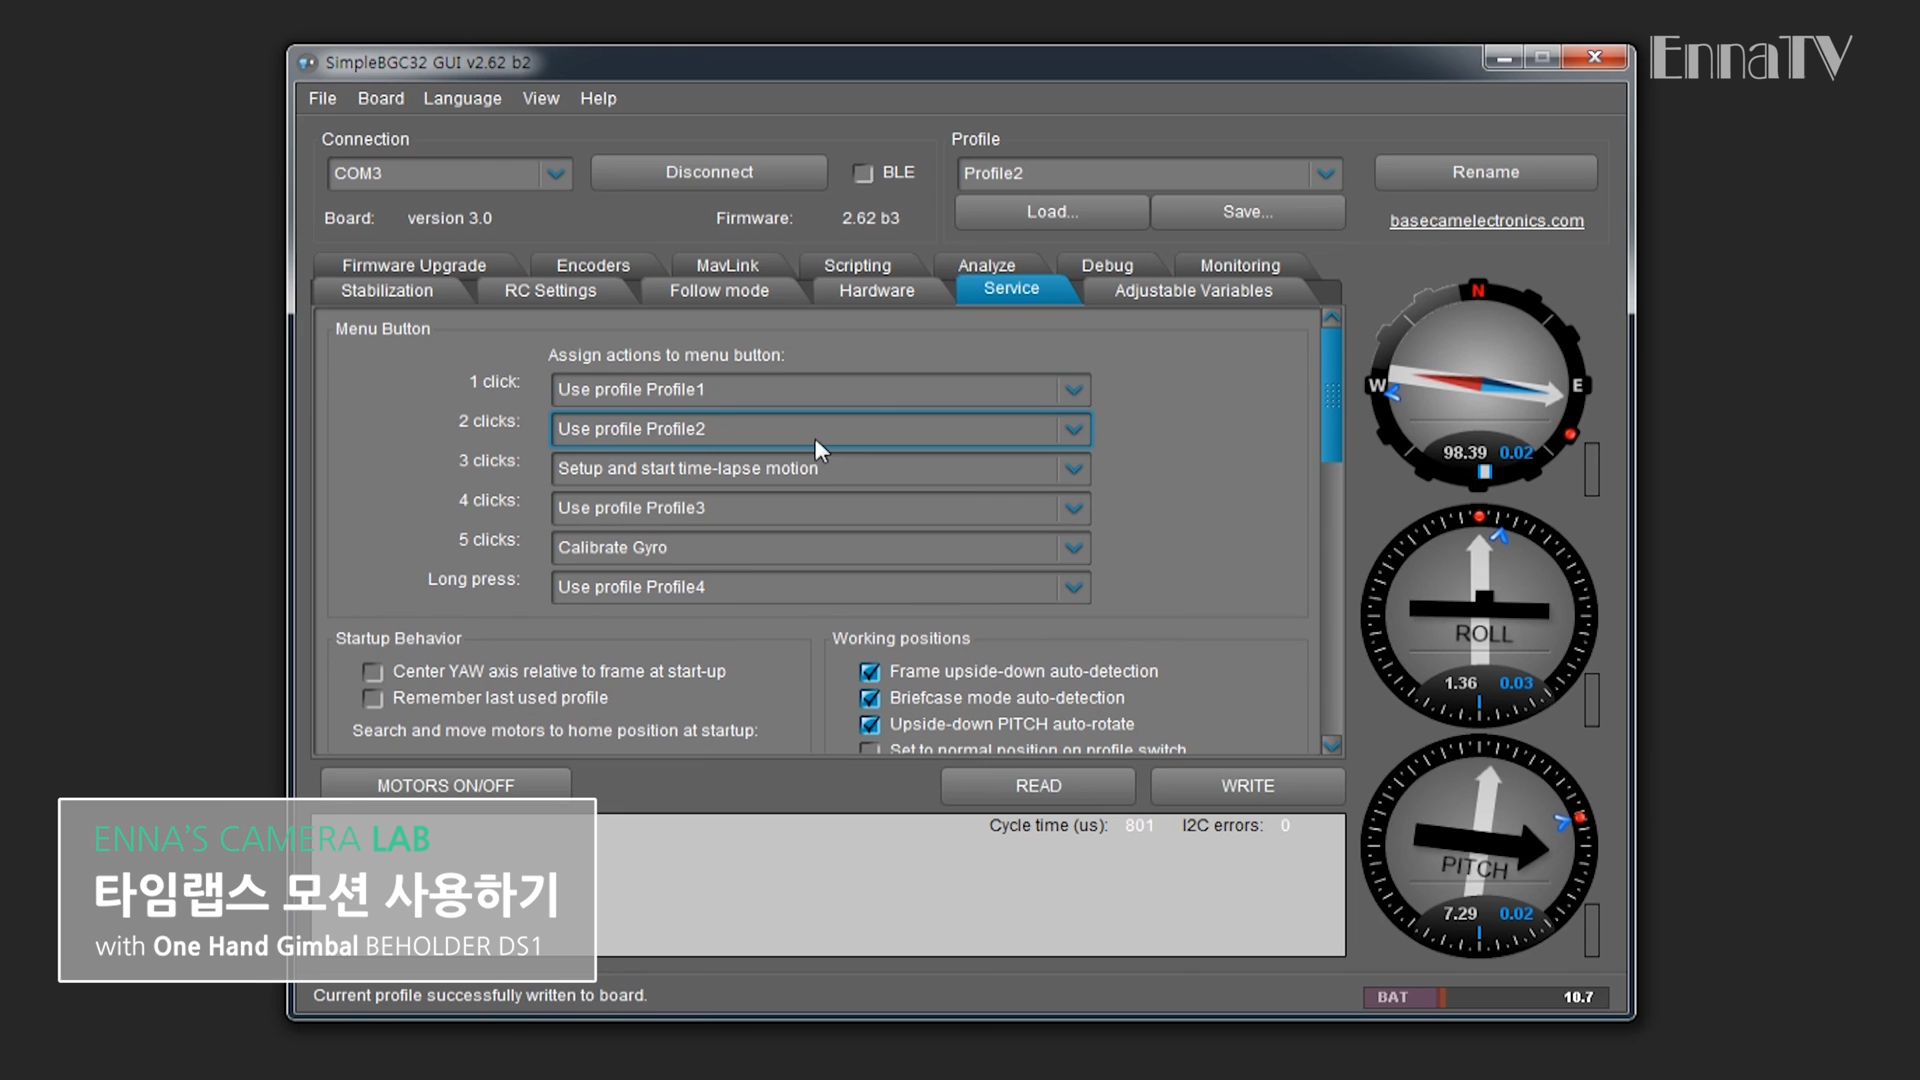 SimpleBGC32 GUI v2.62 b2
EnnaTV
File Board Language View Help
Connection
Profile
COM3
Disconnect
BLE
Profile2
Rename
Board: version 3.0
Firmware: 2.62 b3
Load...
Save...
basecamelectronics.com
Firmware Upgrade Encoders MavLink Scripting Analyze Debug Monitoring
Stabilization RC Settings Follow mode Hardware Service Adjustable Variables
Menu Button
Assign actions to menu button:
1 click: Use profile Profile1
2 clicks: Use profile Profile2
3 clicks: Setup and start time-lapse motion
4 clicks: Use profile Profile3
5 clicks: Calibrate Gyro
Long press: Use profile Profile4
Startup Behavior
Center YAW axis relative to frame at start-up
Remember last used profile
Search and move motors to home position at startup:
Working positions
Frame upside-down auto-detection
Briefcase mode auto-detection
Upside-down PITCH auto-rotate
Set to normal position on profile switch
N
W
E
98.39 0.02
ROLL
1.36 0.03
PITCH
7.29 0.02
MOTORS ON/OFF
READ
WRITE
Cycle time (us): 801 I2C errors: 0
ENNA'S CAMERA LAB
타임랩스 모션 사용하기
with One Hand Gimbal BEHOLDER DS1
Current profile successfully written to board.
BAT 10.7